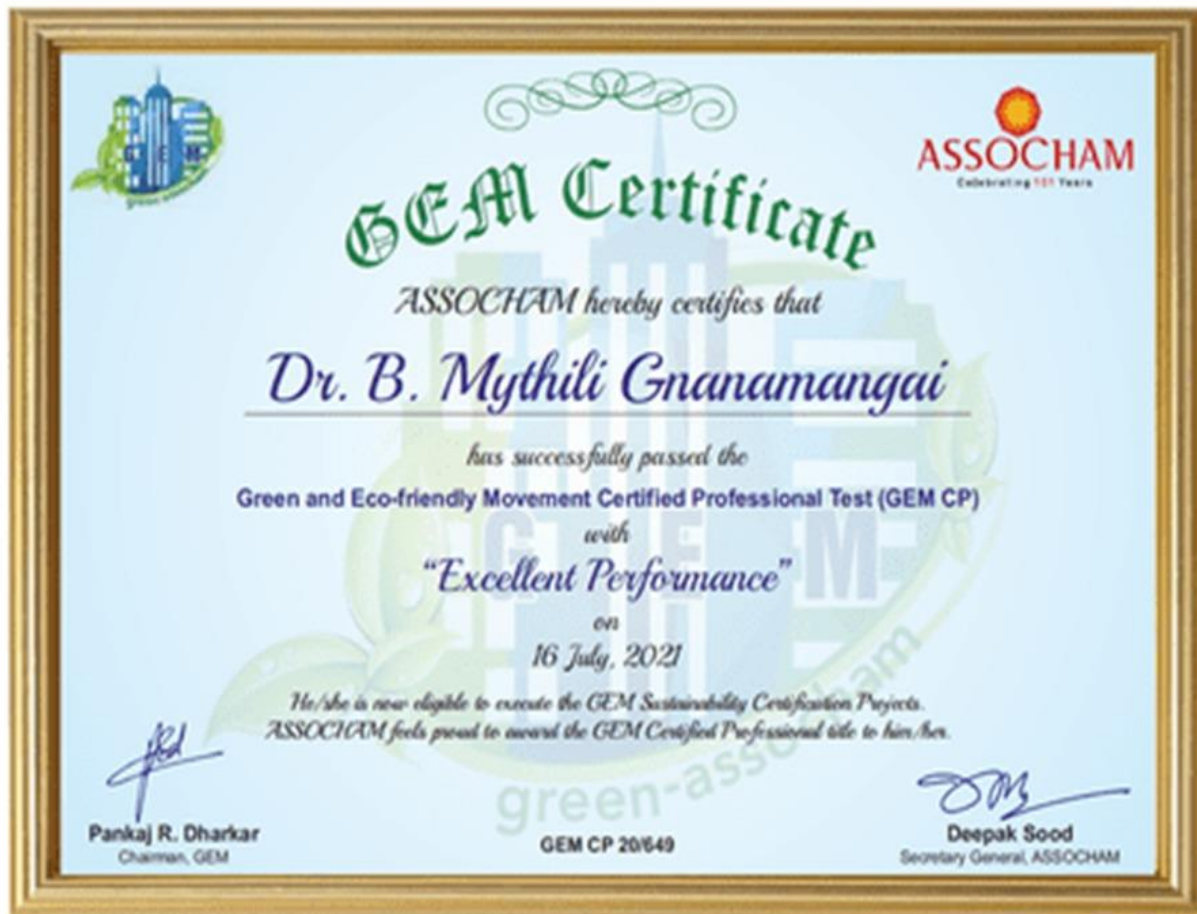 G E M
green-assocham
ASSOCHAM
Celebrating 101 Years
GEM Certificate
ASSOCHAM hereby certifies that
Dr. B. Mythili Gnanamangai
has successfully passed the
Green and Eco-friendly Movement Certified Professional Test (GEM CP)
with
“Excellent Performance”
on
16 July, 2021
He/she is now eligible to execute the GEM Sustainability Certification Projects.
ASSOCHAM feels proud to award the GEM Certified Professional title to him/her.
G E M
green-assocham
Pankaj R. Dharkar
Chairman, GEM
GEM CP 20/649
Deepak Sood
Secretary General, ASSOCHAM